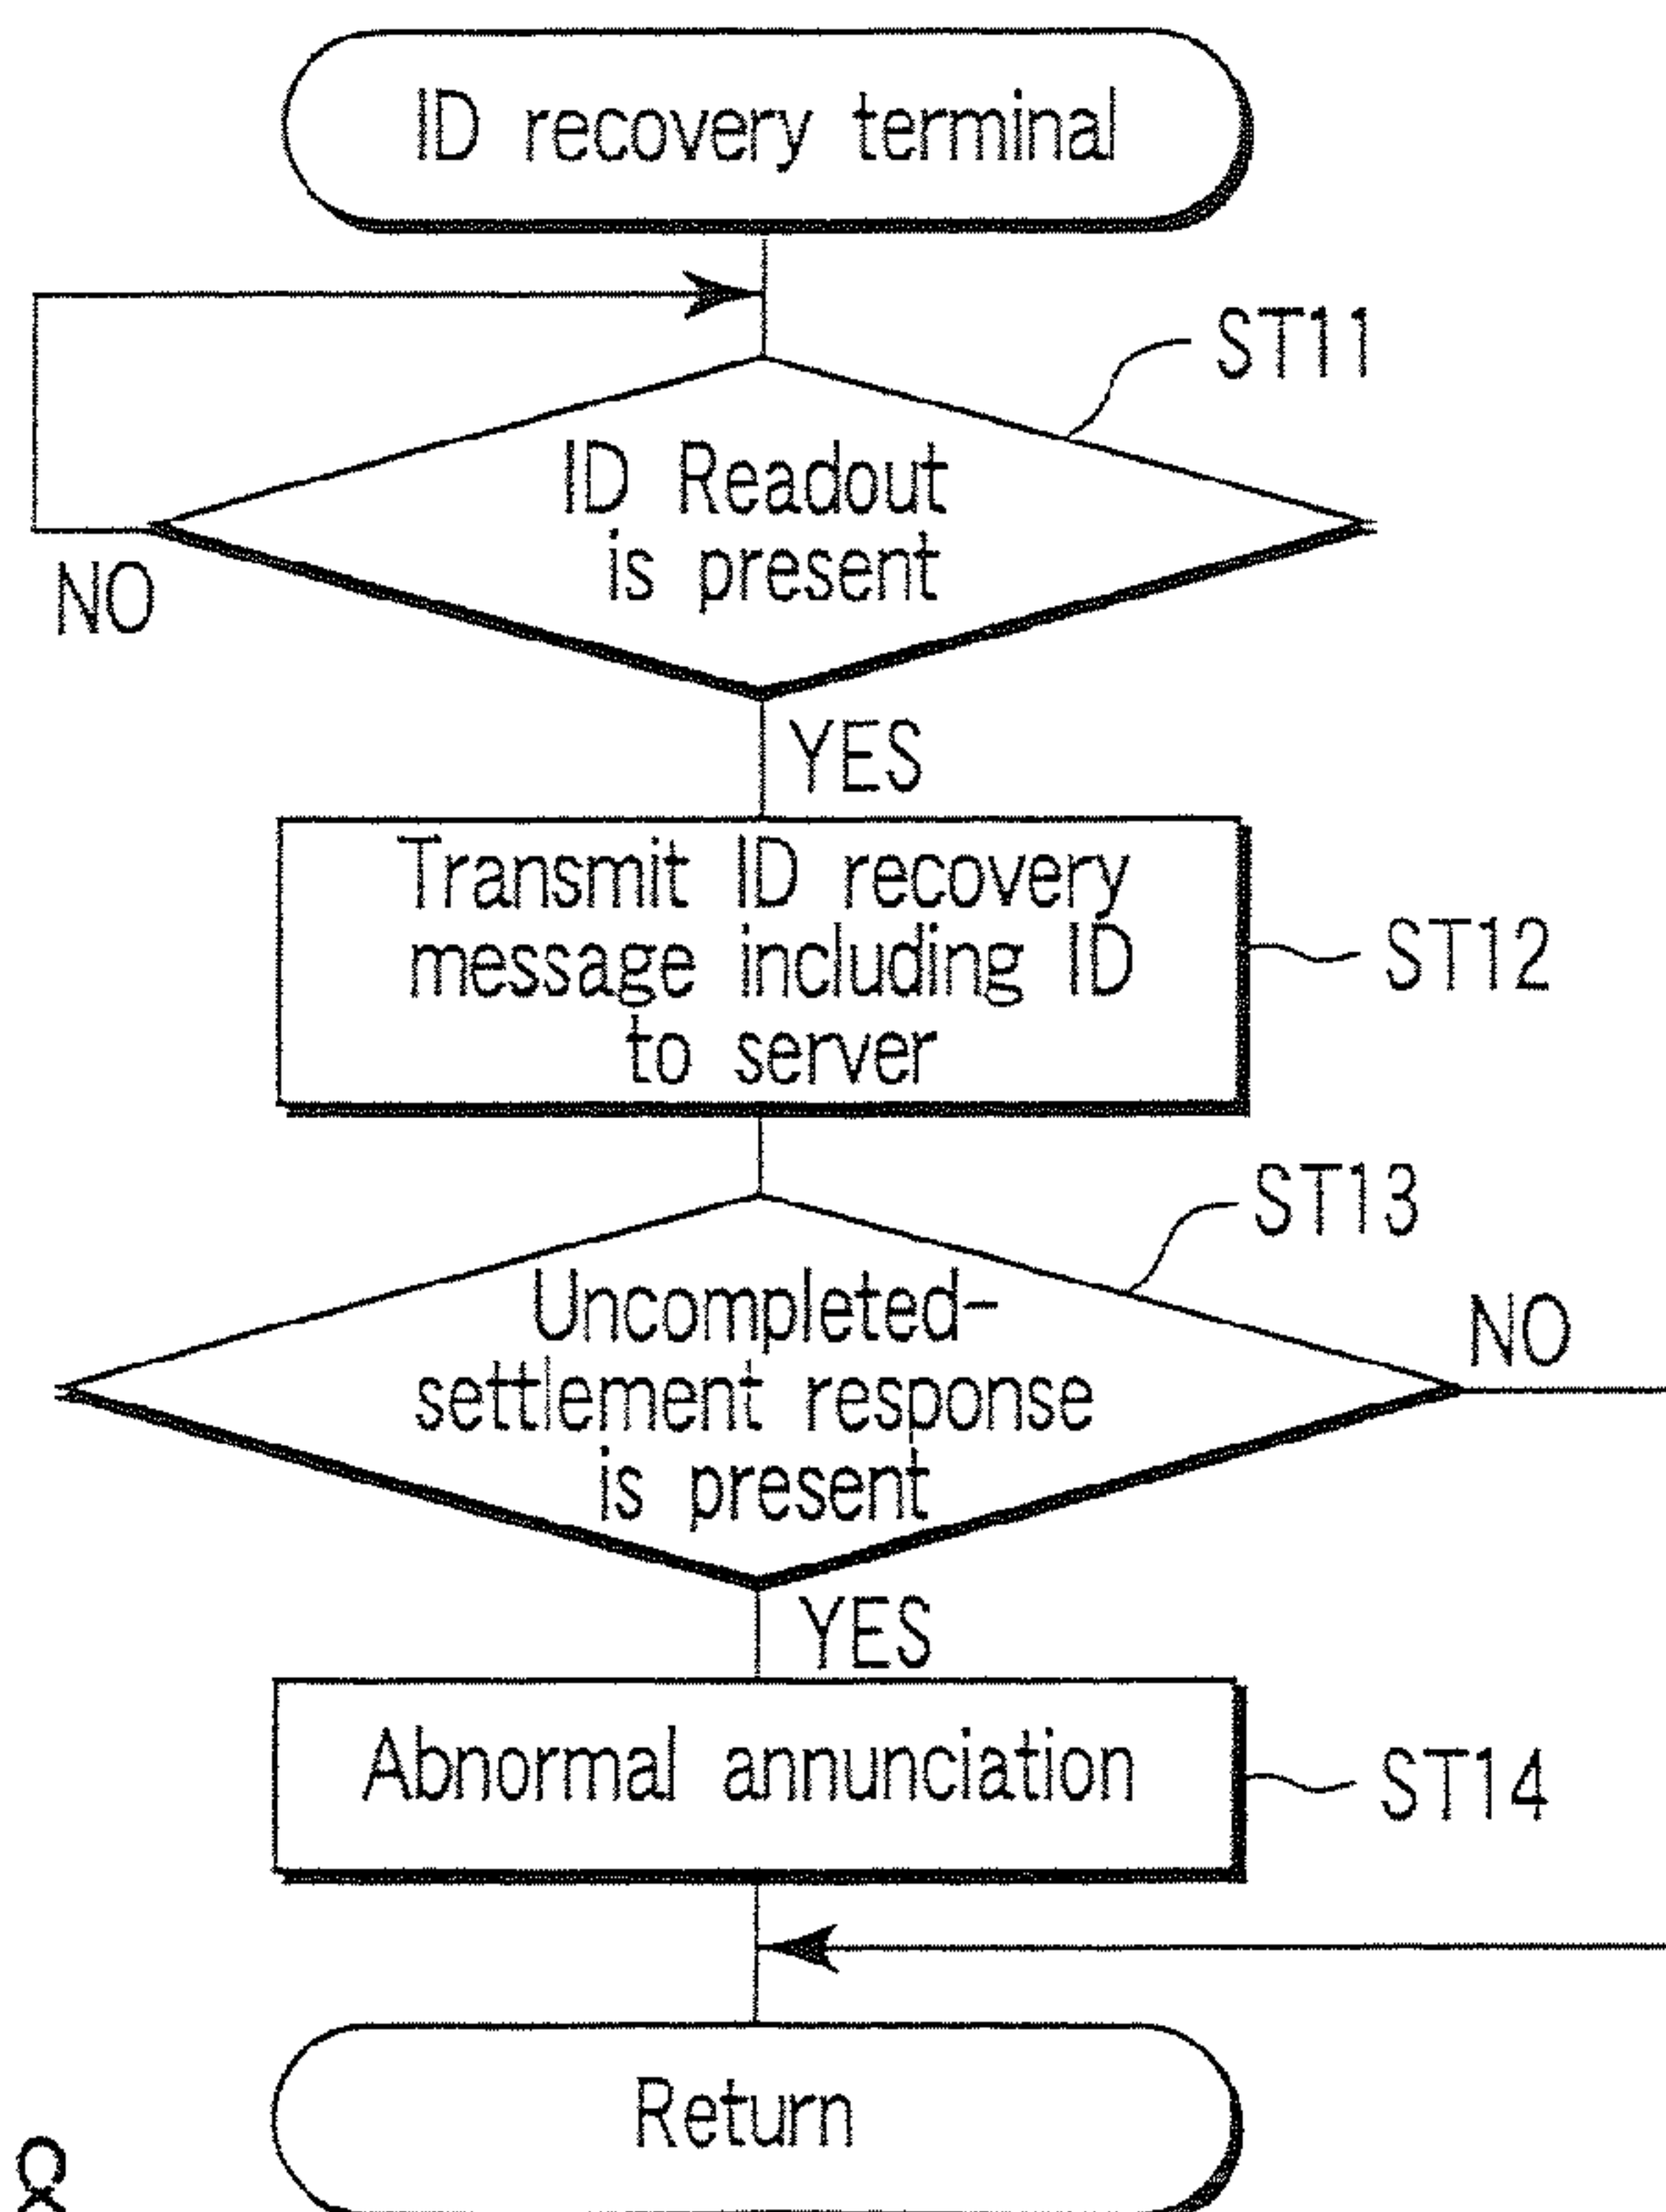 ID recovery terminal
ST11
ID Readout
is present
NO
YES
Transmit ID recovery
message including ID
to server
ST12
ST13
Uncompleted-
settlement response
is present
NO
YES
Abnormal annunciation
ST14
Return